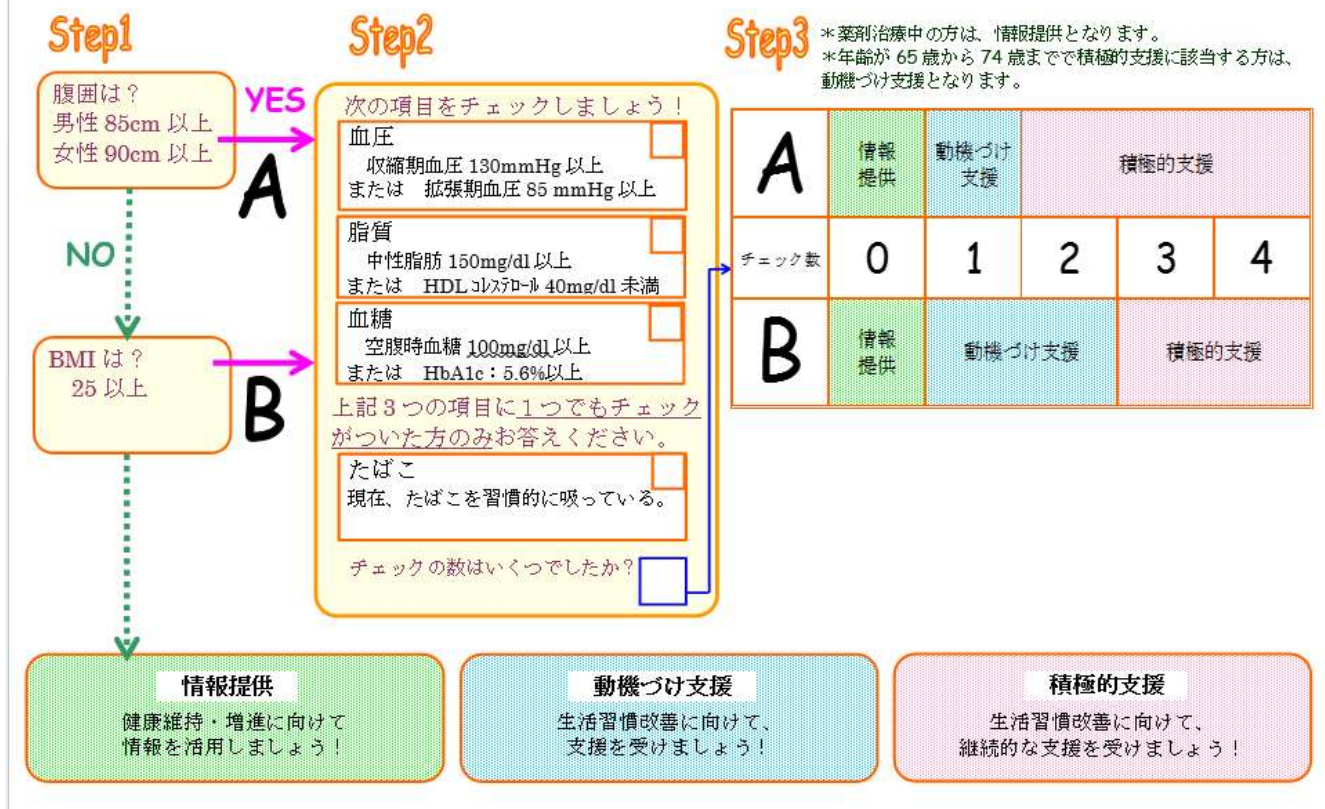 Step1
腹囲は？
男性 85cm 以上
女性 90cm 以上
YES
A
NO
BMI は？
25 以上
B
Step2
次の項目をチェックしましょう！
血圧
収縮期血圧 130mmHg 以上
または 拡張期血圧 85 mmHg 以上
脂質
中性脂肪 150mg/dl 以上
または HDL ｺﾚｽﾃﾛｰﾙ 40mg/dl 未満
血糖
空腹時血糖 100mg/dl 以上
または HbA1c：5.6%以上
上記３つの項目に１つでもチェック
がついた方のみお答えください。
たばこ
現在、たばこを習慣的に吸っている。
チェックの数はいくつでしたか？
Step3
＊薬剤治療中の方は、情報提供となります。
＊年齢が 65 歳から 74 歳までで積極的支援に該当する方は、
動機づけ支援となります。
A
情報
提供
動機づけ
支援
積極的支援
チェック数
0
1
2
3
4
B
情報
提供
動機づけ支援
積極的支援
情報提供
健康維持・増進に向けて
情報を活用しましょう！
動機づけ支援
生活習慣改善に向けて、
支援を受けましょう！
積極的支援
生活習慣改善に向けて、
継続的な支援を受けましょう！